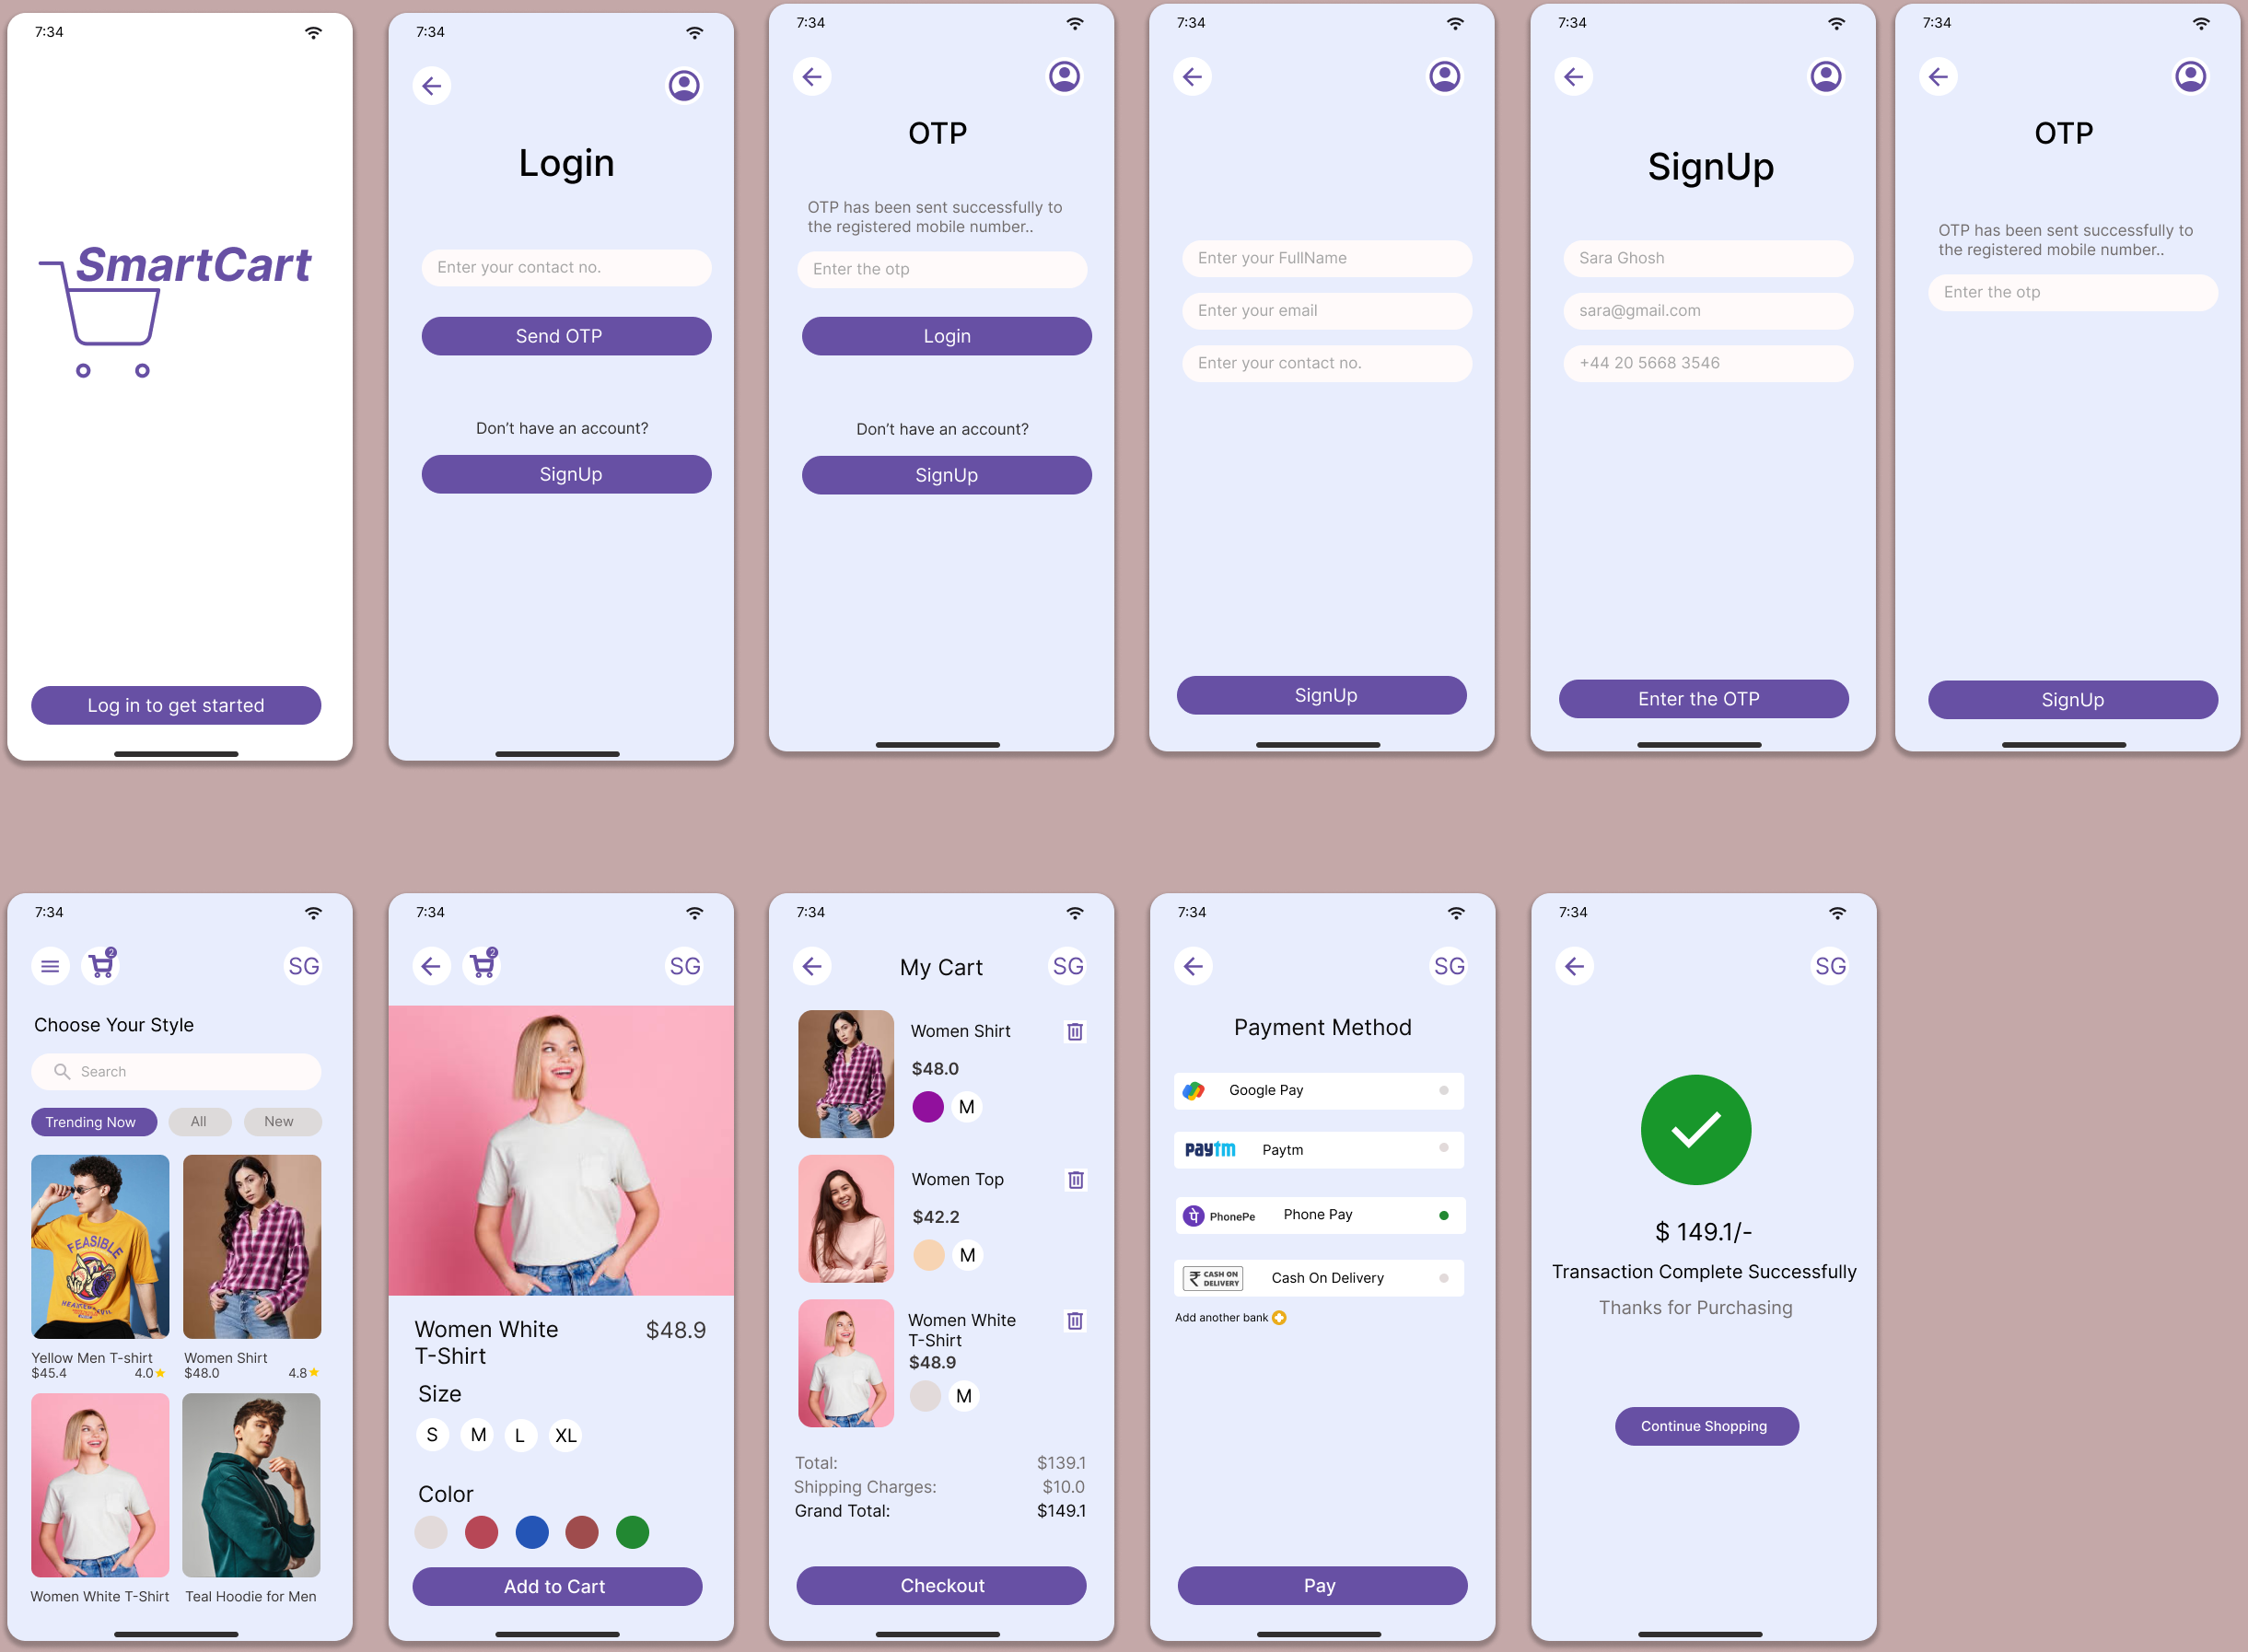 7:34
SmartCart
Log in to get started
7:34
Login
Enter your contact no.
Send OTP
Don't have an account?
SignUp
7:34
OTP
OTP has been sent successfully to
the registered mobile number..
Enter the otp
Login
Don't have an account?
SignUp
7:34
Enter your FullName
Enter your email
Enter your contact no.
SignUp
7:34
SignUp
Sara Ghosh
sara@gmail.com
+44 20 5668 3546
Enter the OTP
7:34
OTP
OTP has been sent successfully to
the registered mobile number..
Enter the otp
SignUp
7:34
2
SG
Choose Your Style
Search
Trending Now All New
FEASIBLE
Yellow Men T-shirt
$45.4 4.0
Women Shirt
$48.0 4.8
Women White T-Shirt
Teal Hoodie for Men
7:34
2
SG
Women White $48.9
T-Shirt
Size
S M L XL
Color
Add to Cart
7:34
My Cart SG
Women Shirt
$48.0
M
Women Top
$42.2
M
Women White
T-Shirt
$48.9
M
Total: $139.1
Shipping Charges: $10.0
Grand Total: $149.1
Checkout
7:34
SG
Payment Method
Google Pay
paytm Paytm
पे PhonePe Phone Pay
₹ CASH ON
DELIVERY
Cash On Delivery
Add another bank
Pay
7:34
SG
$ 149.1/-
Transaction Complete Successfully
Thanks for Purchasing
Continue Shopping